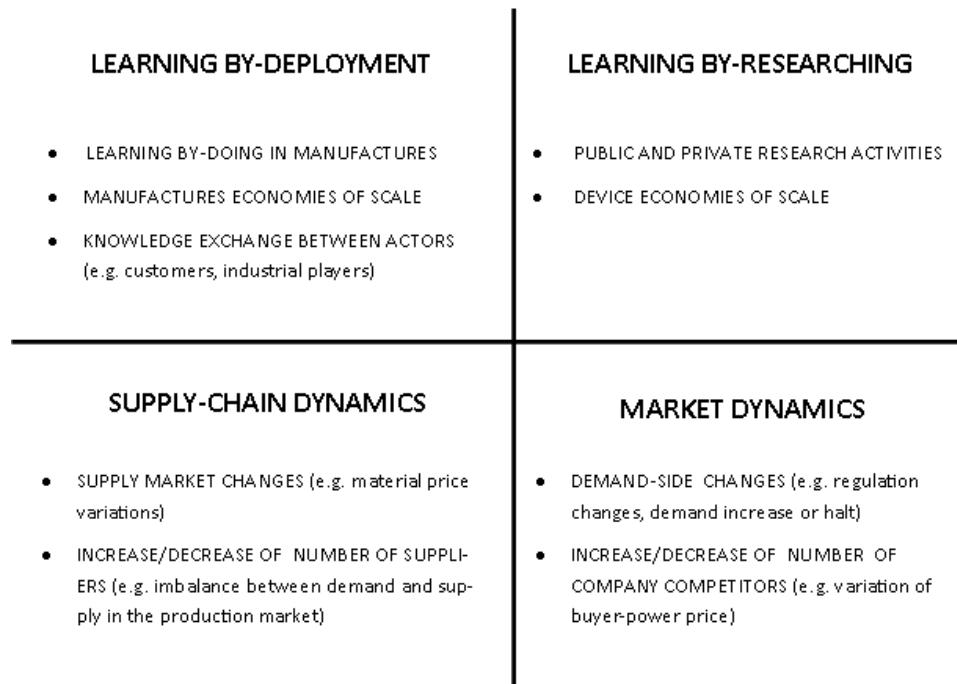 LEARNING BY-DEPLOYMENT
● LEARNING BY-DOING IN MANUFACTURES
● MANUFACTURES ECONOMIES OF SCALE
● KNOWLEDGE EXCHANGE BETWEEN ACTORS
(e.g. customers, industrial players)
LEARNING BY-RESEARCHING
● PUBLIC AND PRIVATE RESEARCH ACTIVITIES
● DEVICE ECONOMIES OF SCALE
SUPPLY-CHAIN DYNAMICS
● SUPPLY MARKET CHANGES (e.g. material price
variations)
● INCREASE/DECREASE OF NUMBER OF SUPPLI-
ERS (e.g. imbalance between demand and sup-
ply in the production market)
MARKET DYNAMICS
● DEMAND-SIDE CHANGES (e.g. regulation
changes, demand increase or halt)
● INCREASE/DECREASE OF NUMBER OF
COMPANY COMPETITORS (e.g. variation of
buyer-power price)